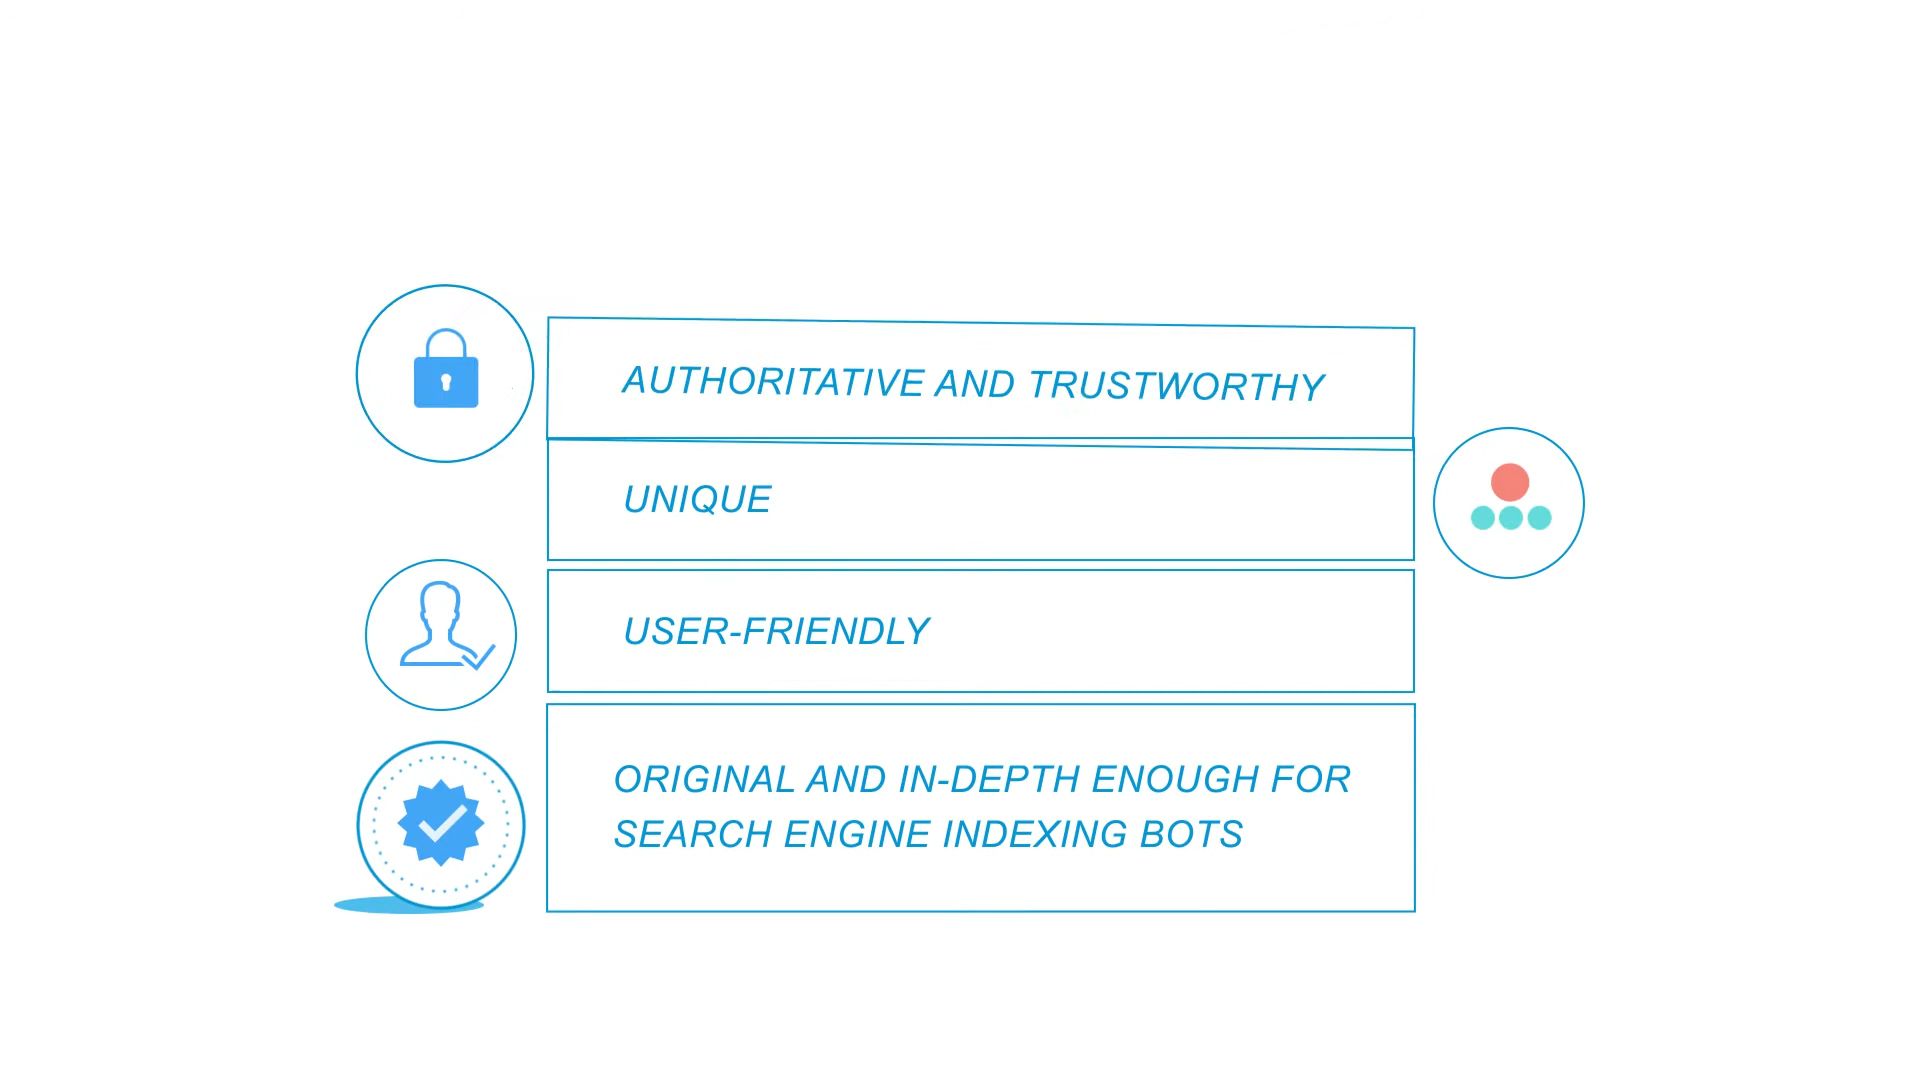 AUTHORITATIVE AND TRUSTWORTHY
UNIQUE
USER-FRIENDLY
ORIGINAL AND IN-DEPTH ENOUGH FOR
SEARCH ENGINE INDEXING BOTS